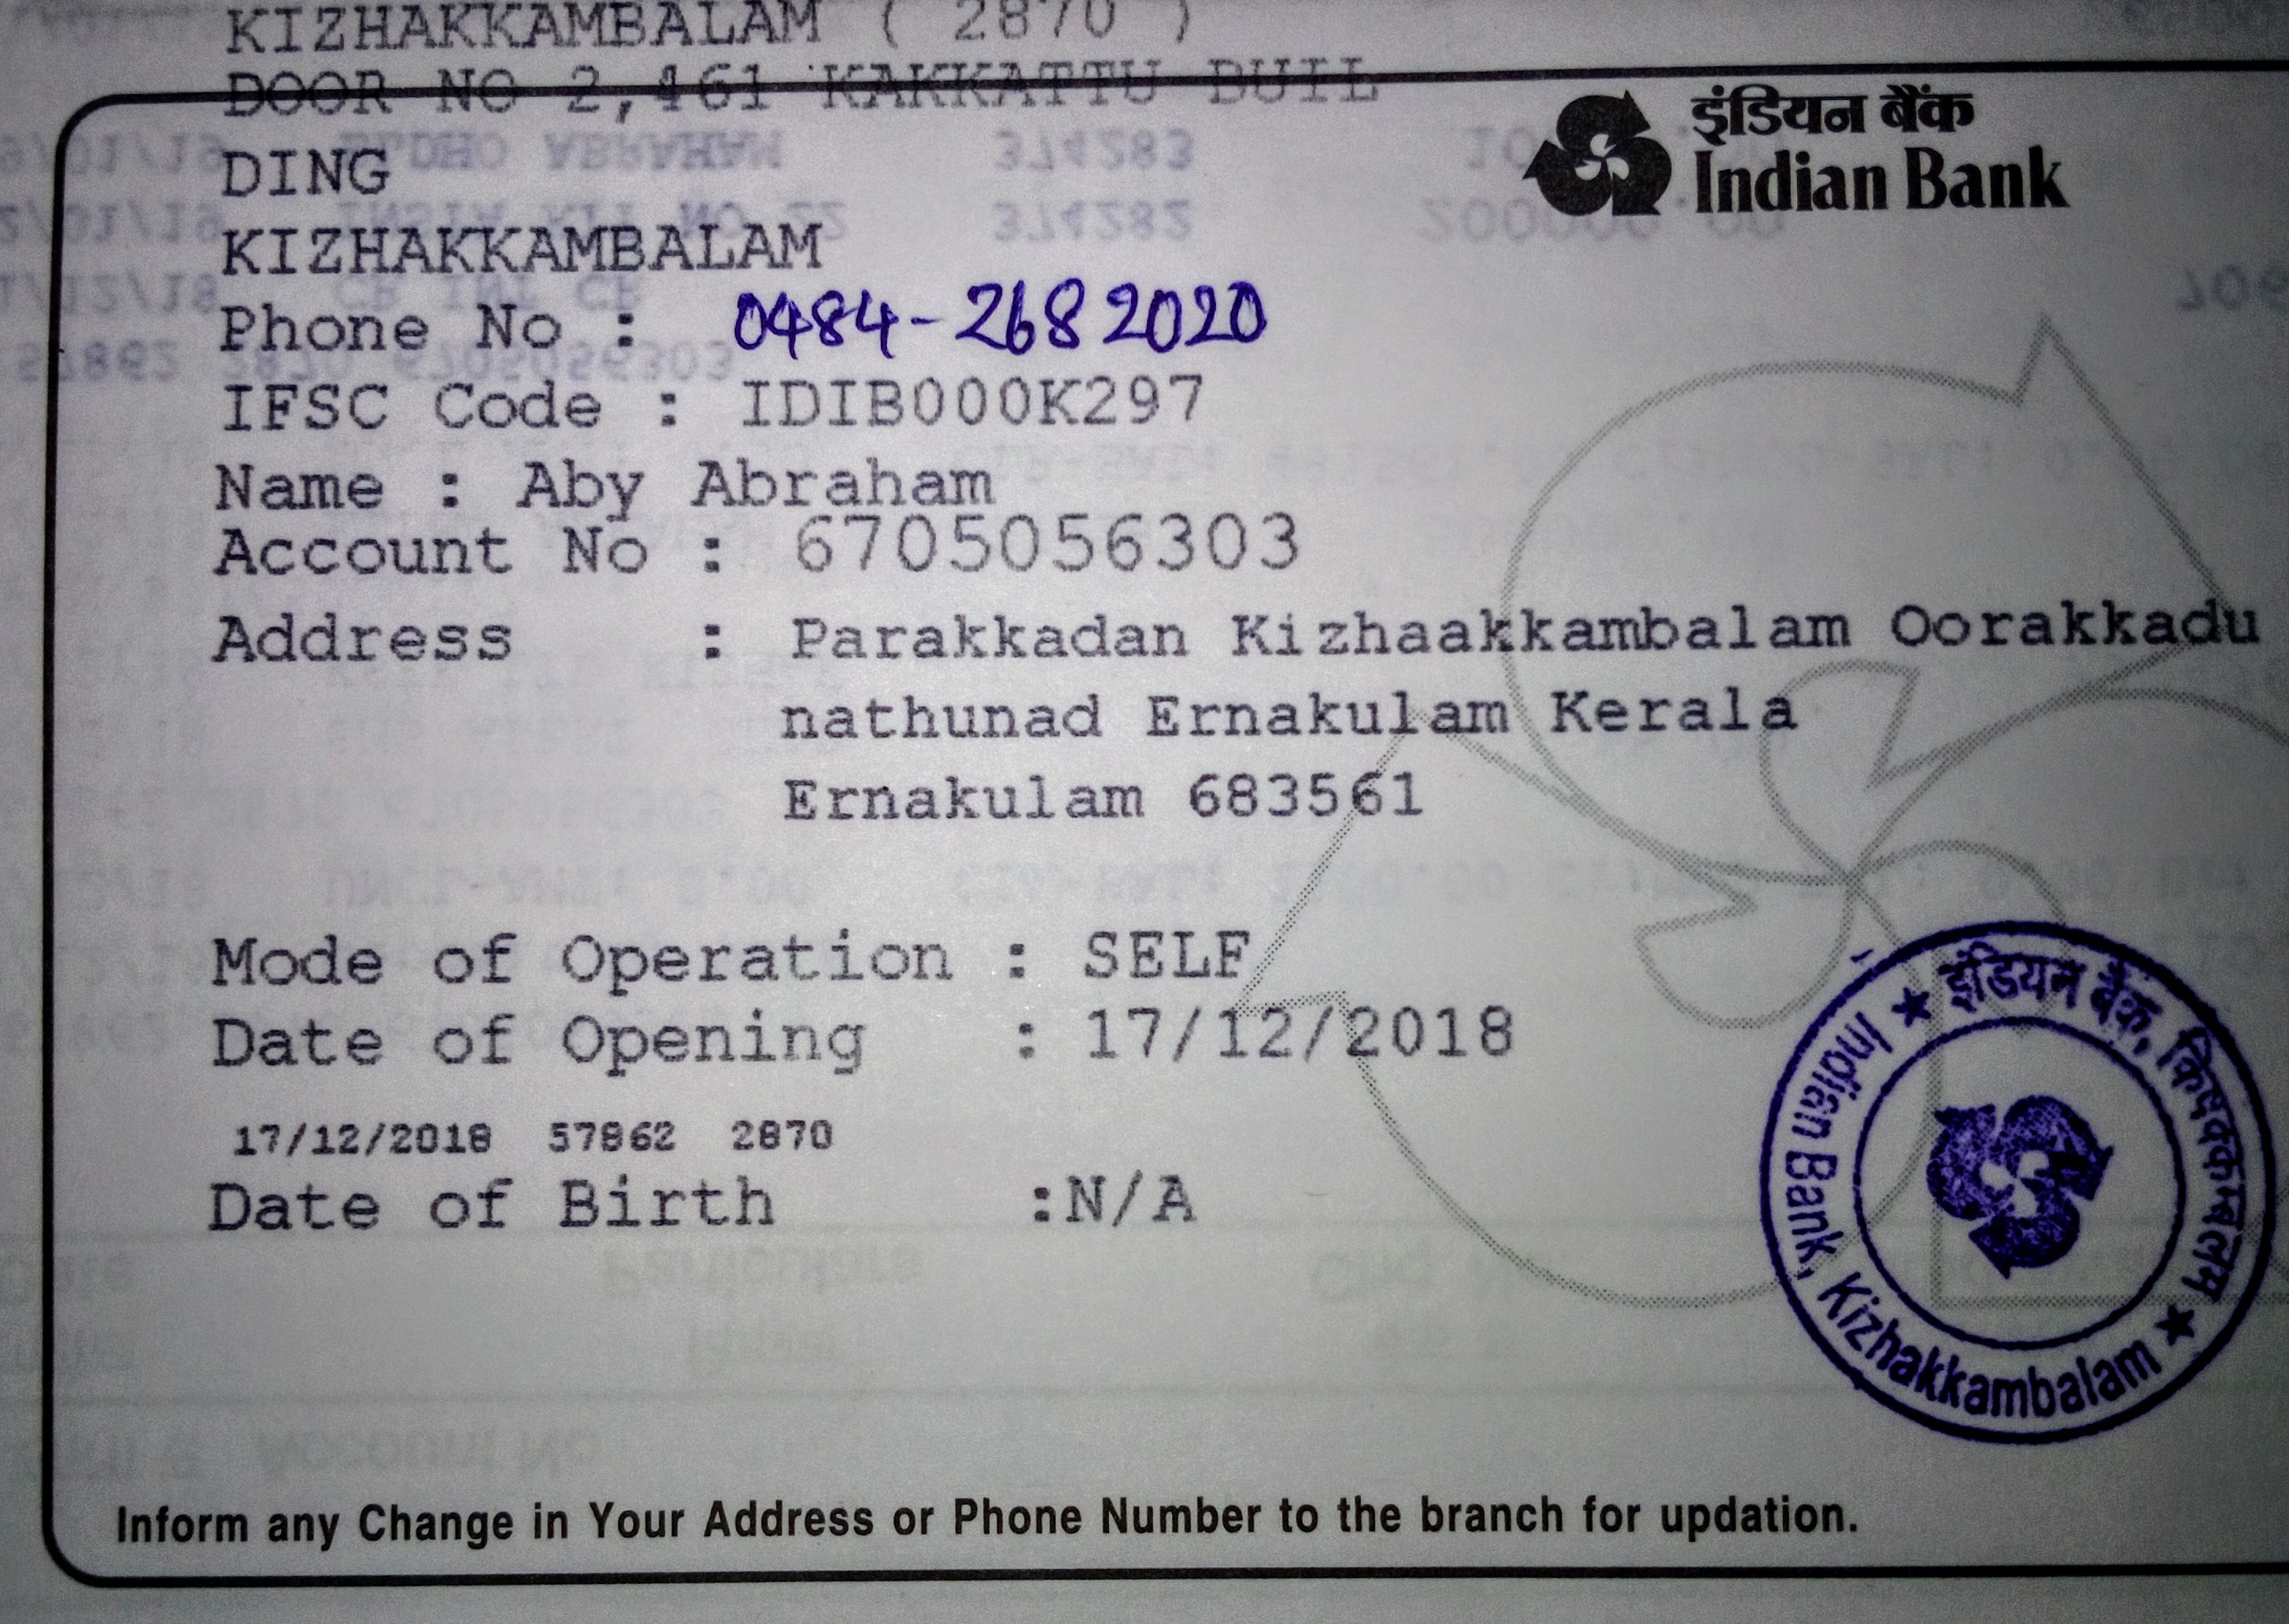 KIZHAKKAMBALAM ( 2870 )
DOOR NO 2,461 KAKKATTU BUIL
DING
KIZHAKKAMBALAM
इंडियन बैंक
Indian Bank
Phone No : 0484-2682020
IFSC Code : IDIB000K297
Name : Aby Abraham
Account No : 6705056303
Address : Parakkadan Kizhaakkambalam Oorakkadu
nathunad Ernakulam Kerala
Ernakulam 683561
Mode of Operation : SELF
Date of Opening : 17/12/2018
17/12/2018 57862 2870
Date of Birth :N/A
इंडियन बैंक, किषक्कम्बलम
Indian Bank, Kizhakkambalam
Inform any Change in Your Address or Phone Number to the branch for updation.